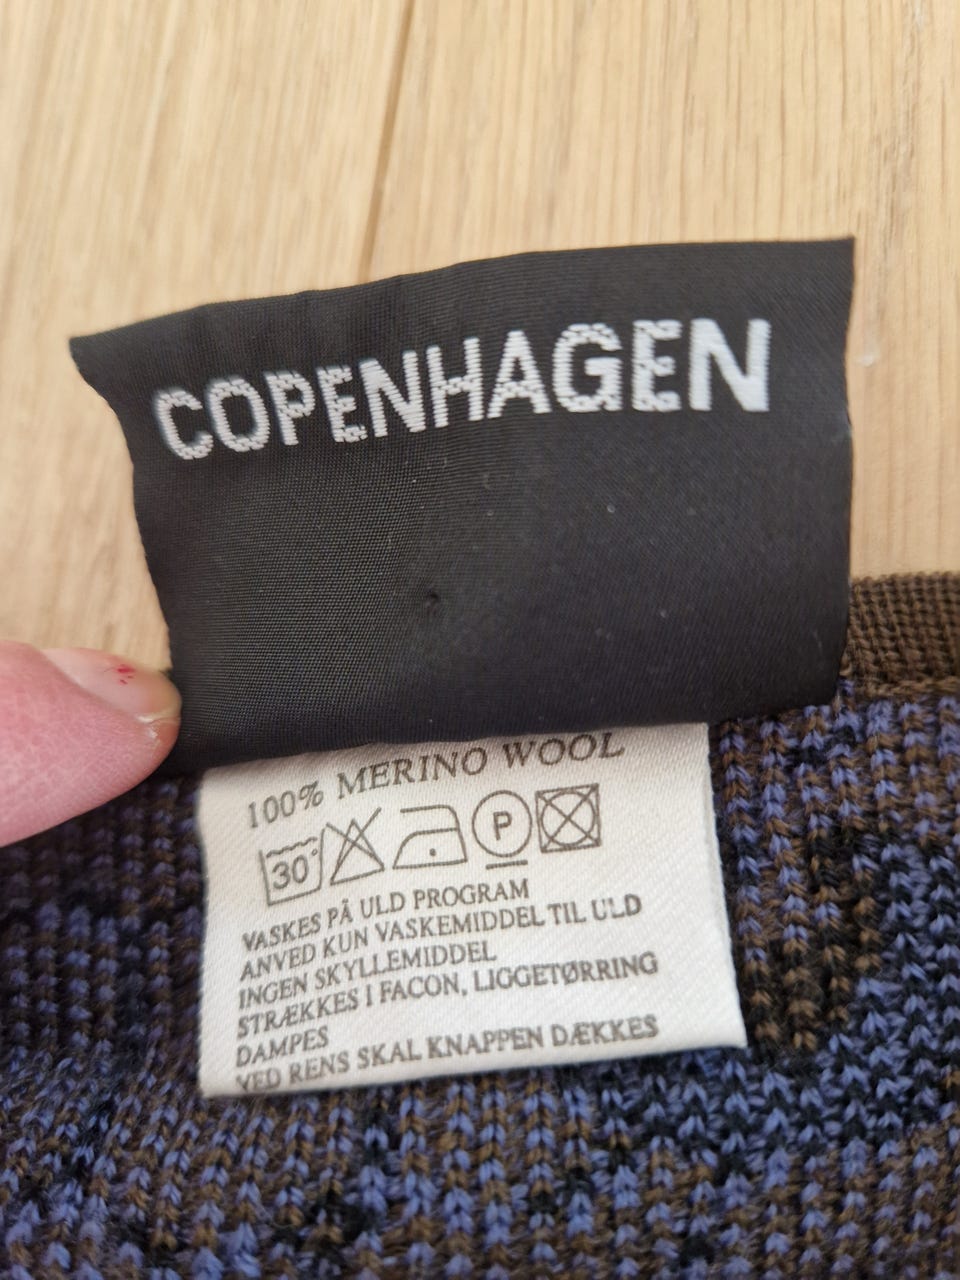 COPENHAGEN
100% MERINO WOOL
30° P
VASKES PÅ ULD PROGRAM
ANVED KUN VASKEMIDDEL TIL ULD
INGEN SKYLLEMIDDEL
STRÆKKES I FACON, LIGGETØRRING
DAMPES
VED RENS SKAL KNAPPEN DÆKKES